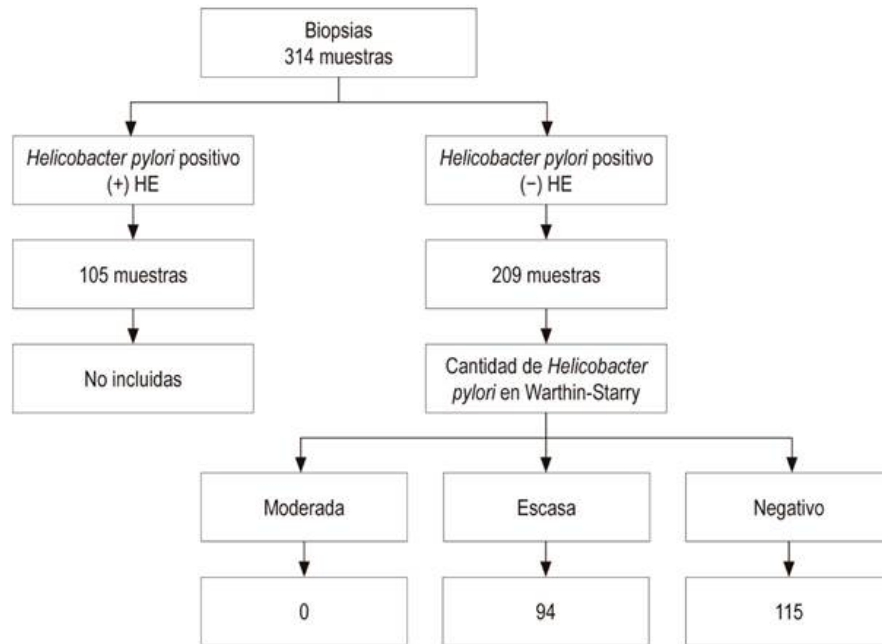 Biopsias
314 muestras
Helicobacter pylori positivo
(+) HE
Helicobacter pylori positivo
(−) HE
105 muestras
209 muestras
No incluidas
Cantidad de Helicobacter
pylori en Warthin-Starry
Moderada
Escasa
Negativo
0
94
115